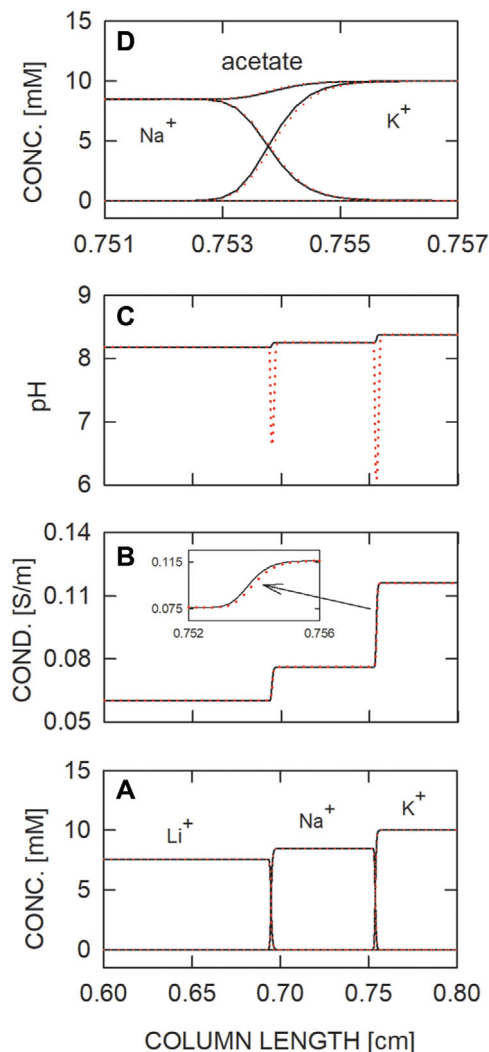 D
acetate
Na⁺
K⁺
15
10
5
0
CONC. [mM]
0.751 0.753 0.755 0.757
C
9
8
7
6
pH
B
0.14
0.11
0.08
0.05
COND. [S/m]
0.115
0.075
0.752 0.756
A
Li⁺
Na⁺
K⁺
15
10
5
0
CONC. [mM]
0.60 0.65 0.70 0.75 0.80
COLUMN LENGTH [cm]